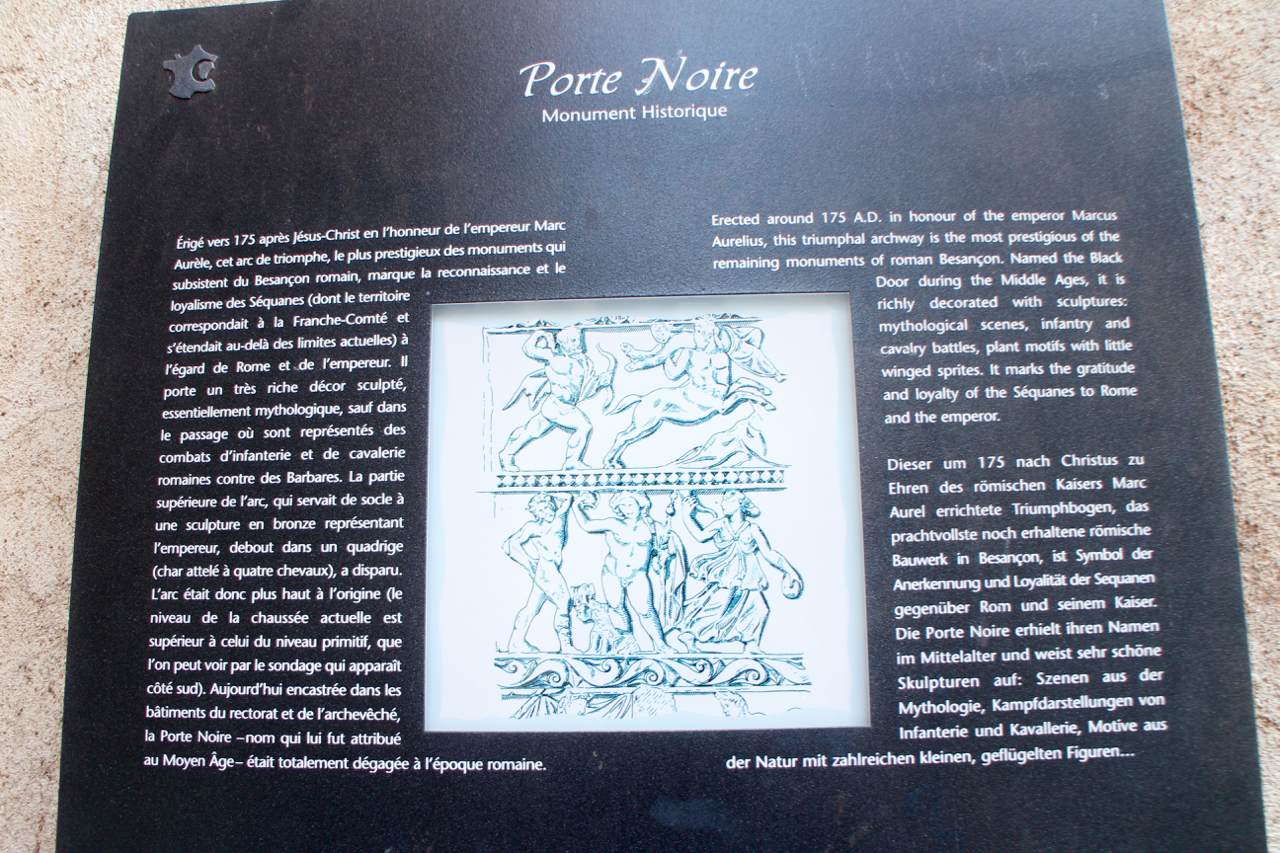 Porte Noire
Monument Historique
Érigé vers 175 après Jésus-Christ en l'honneur de l'empereur Marc
Aurèle, cet arc de triomphe, le plus prestigieux des monuments qui
subsistent du Besançon romain, marque la reconnaissance et le
loyalisme des Séquanes (dont le territoire
correspondait à la Franche-Comté et
s'étendait au-delà des limites actuelles) à
l'égard de Rome et de l'empereur. Il
porte un très riche décor sculpté,
essentiellement mythologique, sauf dans
le passage où sont représentés des
combats d'infanterie et de cavalerie
romaines contre des Barbares. La partie
supérieure de l'arc, qui servait de socle à
une sculpture en bronze représentant
l'empereur, debout dans un quadrige
(char attelé à quatre chevaux), a disparu.
L'arc était donc plus haut à l'origine (le
niveau de la chaussée actuelle est
supérieur à celui du niveau primitif, que
l'on peut voir par le sondage qui apparaît
côté sud). Aujourd'hui encastrée dans les
bâtiments du rectorat et de l'archevêché,
la Porte Noire –nom qui lui fut attribué
au Moyen Âge– était totalement dégagée à l'époque romaine.
Erected around 175 A.D. in honour of the emperor Marcus
Aurelius, this triumphal archway is the most prestigious of the
remaining monuments of roman Besançon. Named the Black
Door during the Middle Ages, it is
richly decorated with sculptures:
mythological scenes, infantry and
cavalry battles, plant motifs with little
winged sprites. It marks the gratitude
and loyalty of the Séquanes to Rome
and the emperor.
Dieser um 175 nach Christus zu
Ehren des römischen Kaisers Marc
Aurel errichtete Triumphbogen, das
prachtvollste noch erhaltene römische
Bauwerk in Besançon, ist Symbol der
Anerkennung und Loyalität der Sequanen
gegenüber Rom und seinem Kaiser.
Die Porte Noire erhielt ihren Namen
im Mittelalter und weist sehr schöne
Skulpturen auf: Szenen aus der
Mythologie, Kampfdarstellungen von
Infanterie und Kavallerie, Motive aus
der Natur mit zahlreichen kleinen, geflügelten Figuren...